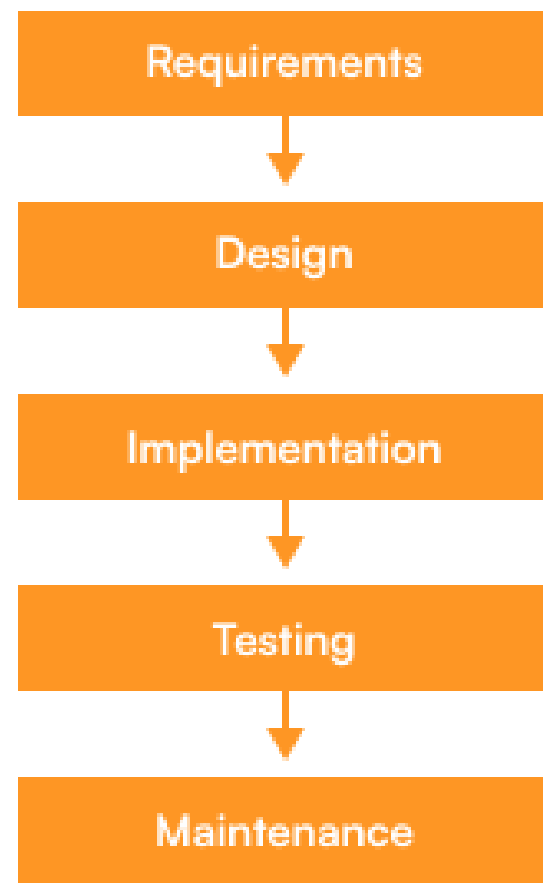 Requirements
Design
Implementation
Testing
Maintenance